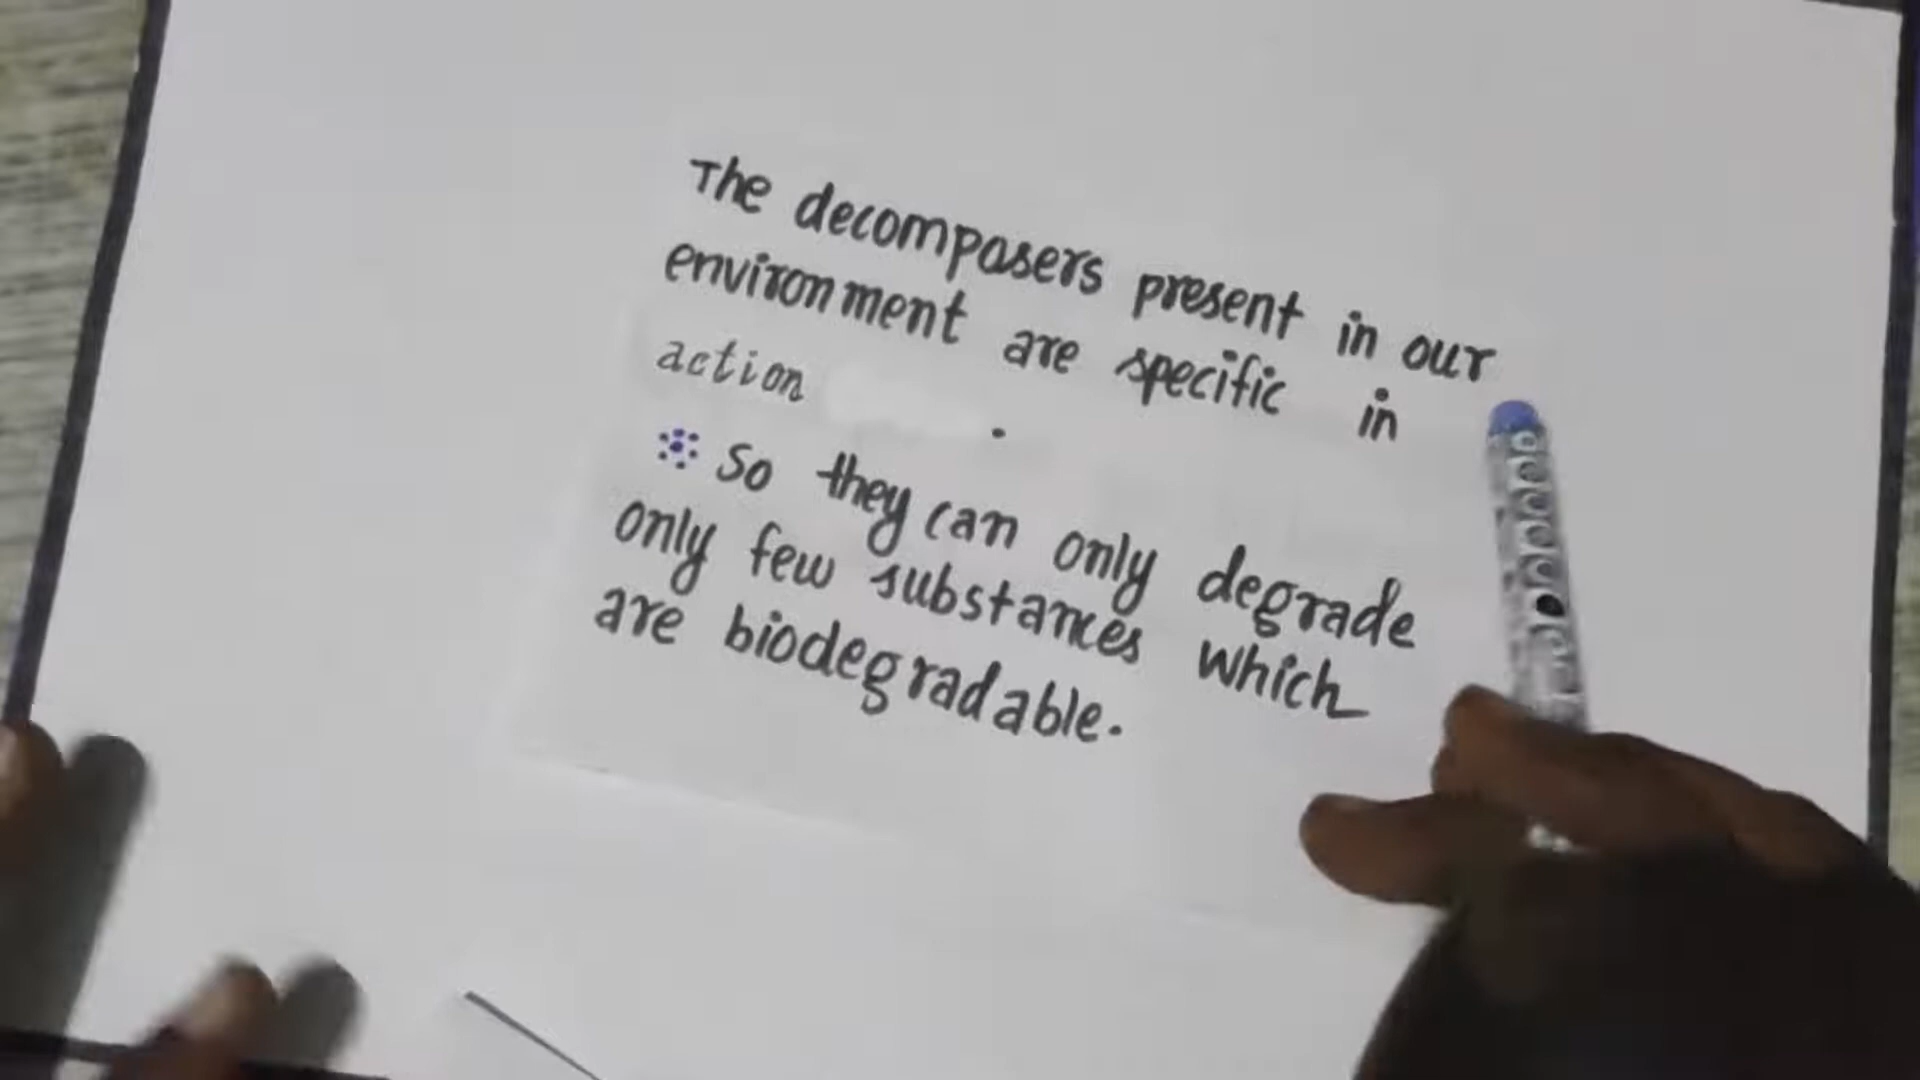 The decomposers present in our
environment are specific in
action .
So they can only degrade
only few substances which
are biodegradable.